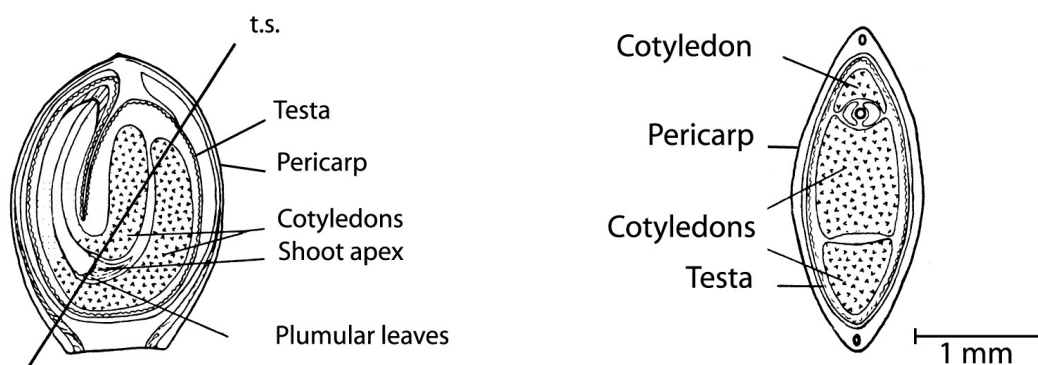 t.s.
Testa
Pericarp
Cotyledons
Shoot apex
Plumular leaves
Cotyledon
Pericarp
Cotyledons
Testa
1 mm